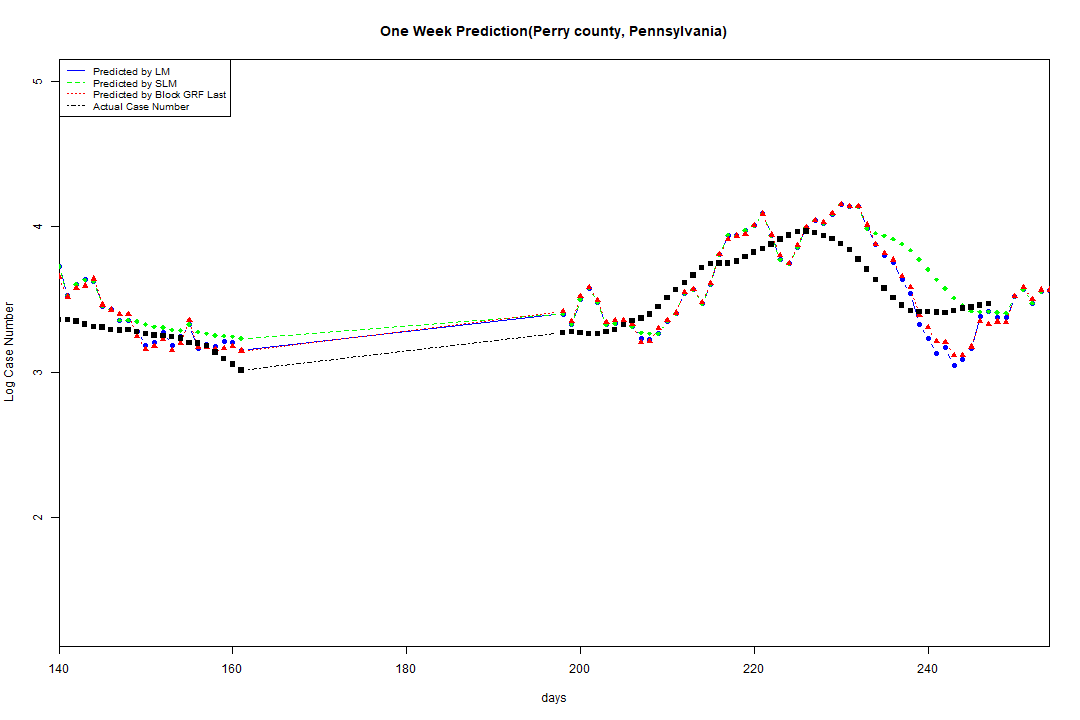 One Week Prediction(Perry county, Pennsylvania)
Predicted by LM
Predicted by SLM
Predicted by Block GRF Last
Actual Case Number
5
4
3
2
Log Case Number
140 160 180 200 220 240
days